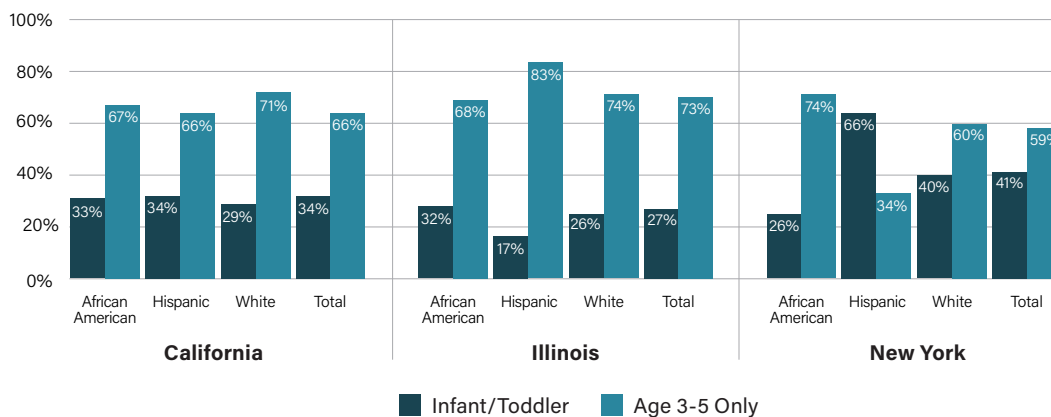 100%
80%
60%
40%
20%
0%
33% 67% 34% 66% 29% 71% 34% 66%
32% 68% 17% 83% 26% 74% 27% 73%
26% 74% 66% 34% 40% 60% 41% 59%
African American Hispanic White Total
African American Hispanic White Total
African American Hispanic White Total
California Illinois New York
Infant/Toddler Age 3-5 Only